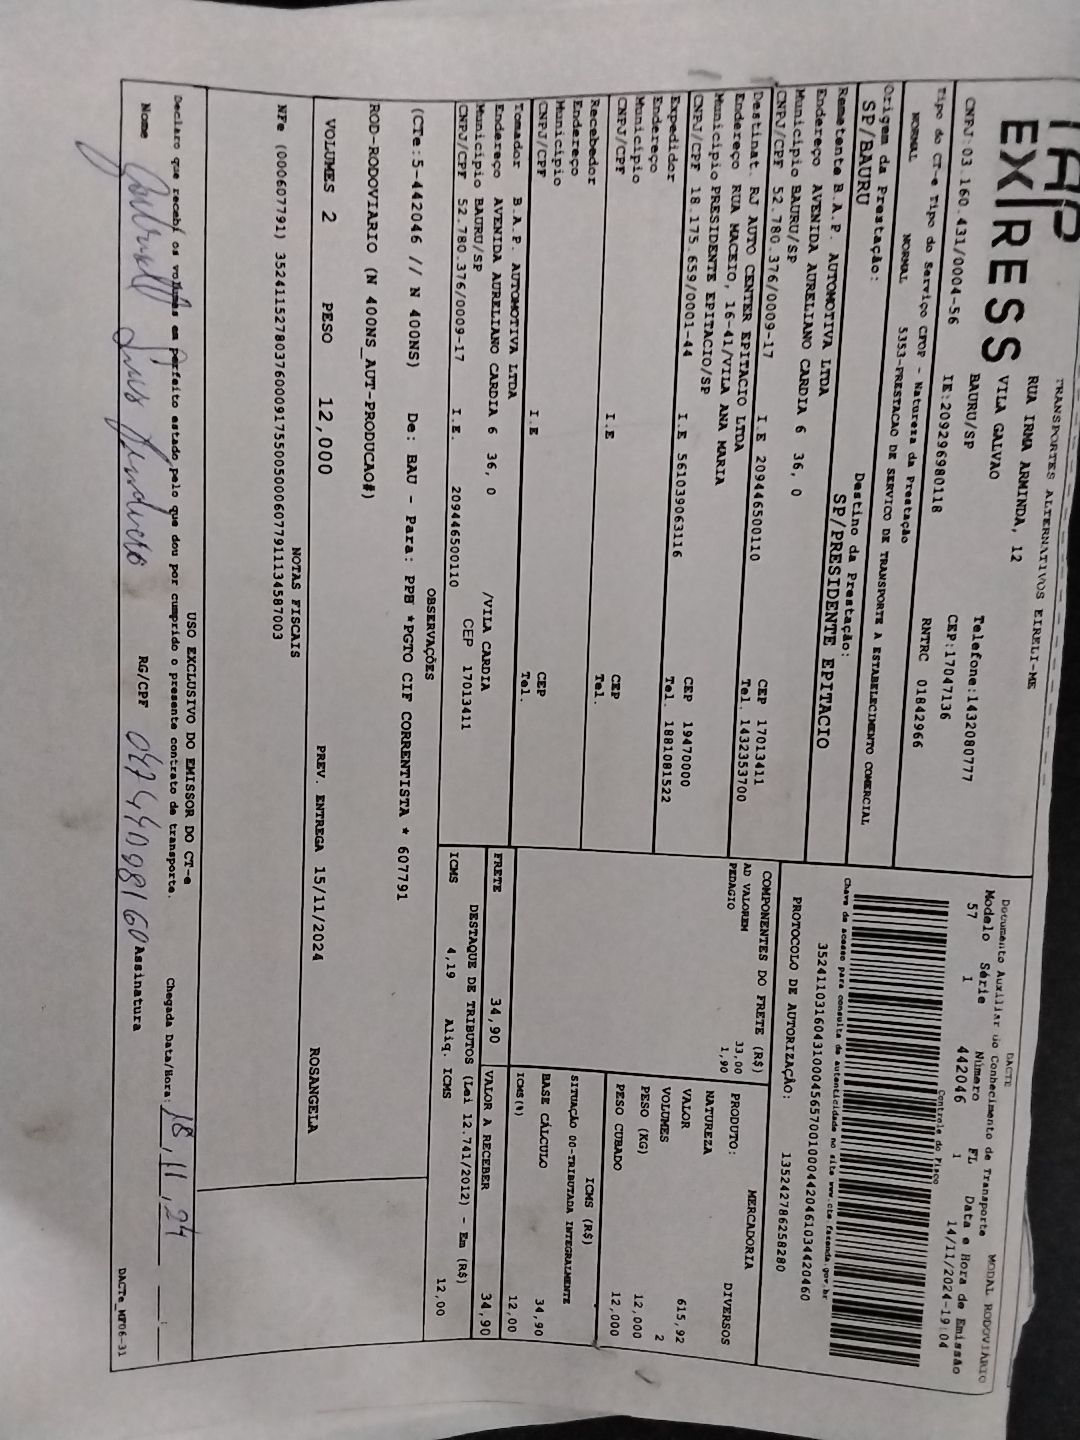 TAP
EX/RESS
TRANSPORTES ALTERNATIVOS EIRELI-ME
RUA IRMA ARMINDA, 12
VILA GALVAO
BAURU/SP
Telefone:1432080777
CEP:17047136
CNPJ:03.160.431/0004-56
IE:209296980118
RNTRC 01842966
DACTE
Documento Auxiliar do Conhecimento de Transporte
MODAL RODOVIÁRIO
Modelo Série Número FL Data e Hora de Emissão
57 1 442046 1 14/11/2024-19:04
Controle do Fisco
Chave de acesso para consulta de autenticidade no site www.cte.fazenda.gov.br
PROTOCOLO DE AUTORIZAÇÃO: 135242786258280
Tipo do CT-e Tipo do Serviço CFOP - Natureza da Prestação
NORMAL NORMAL 5353-PRESTACAO DE SERVICO DE TRANSPORTE A ESTABELECIMENTO COMERCIAL
Origem da Prestação: Destino da Prestação:
SP/BAURU SP/PRESIDENTE EPITACIO
Remetente B.A.P. AUTOMOTIVA LTDA
Endereço AVENIDA AURELIANO CARDIA 6 36, 0
Município BAURU/SP CEP 17013411
CNPJ/CPF 52.780.376/0009-17 I.E 209446500110 Tel. 1432353700
Destinat. RJ AUTO CENTER EPITACIO LTDA
Endereço RUA MACEIO, 16-41/VILA ANA MARIA
Município PRESIDENTE EPITACIO/SP CEP 19470000
CNPJ/CPF 18.175.659/0001-44 I.E 561039063116 Tel. 1881081522
Expedidor
Endereço
Município CEP
CNPJ/CPF I.E Tel.
Recebedor
Endereço
Município CEP
CNPJ/CPF I.E Tel.
Tomador B.A.P. AUTOMOTIVA LTDA
Endereço AVENIDA AURELIANO CARDIA 6 36, 0 /VILA CARDIA
Município BAURU/SP CEP 17013411
CNPJ/CPF 52.780.376/0009-17 I.E. 209446500110
COMPONENTES DO FRETE (R$)
AD VALOREM 33,00
PEDAGIO 1,90
PRODUTO: MERCADORIA
NATUREZA DIVERSOS
VALOR 615,92
VOLUMES 2
PESO (KG) 12,000
PESO CUBADO 12,000
ICMS (R$)
SITUAÇÃO 00-TRIBUTADA INTEGRALMENTE
BASE CÁLCULO 34,90
ICMS(%) 12,00
FRETE 34,90 VALOR A RECEBER 34,90
DESTAQUE DE TRIBUTOS (Lei 12.741/2012) - Em (R$)
ICMS 4,19 Aliq. ICMS 12,00
OBSERVAÇÕES
(CTe:5-442046 // N 400NS) De: BAU - Para: PPB *PGTO CIF CORRENTISTA * 607791
ROD-RODOVIARIO (N 400NS_AUT-PRODUCAO#)
VOLUMES 2 PESO 12,000 PREV. ENTREGA 15/11/2024 ROSANGELA
NOTAS FISCAIS
USO EXCLUSIVO DO EMISSOR DO CT-e
Declaro que recebi os volumes em perfeito estado pelo que dou por cumprido o presente contrato de transporte. Chegada Data/Hora: 18,11,24
Nome RG/CPF 04744098160 Assinatura
DACTe_MF06-31